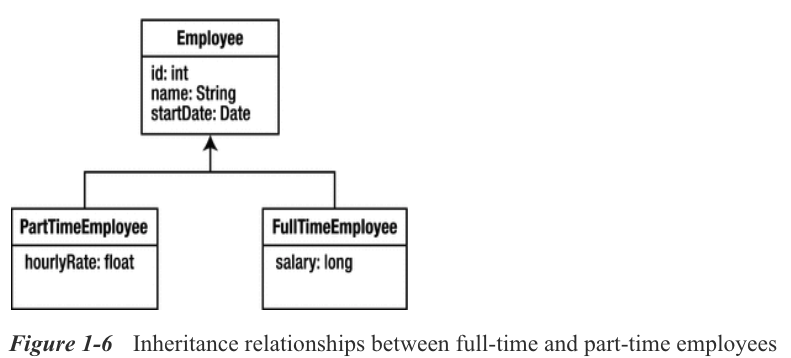 Employee
id: int
name: String
startDate: Date
PartTimeEmployee
hourlyRate: float
FullTimeEmployee
salary: long
Figure 1-6 Inheritance relationships between full-time and part-time employees